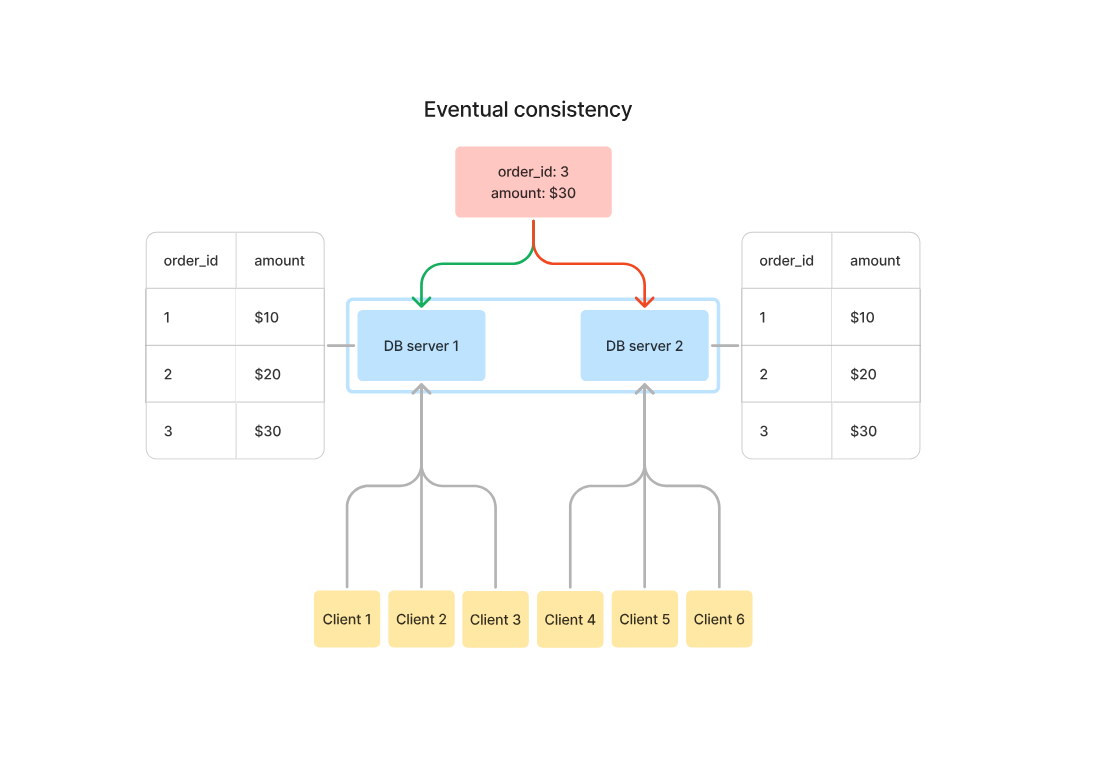 Eventual consistency
order_id: 3
amount: $30
order_id amount
1 $10
2 $20
3 $30
DB server 1
DB server 2
order_id amount
1 $10
2 $20
3 $30
Client 1
Client 2
Client 3
Client 4
Client 5
Client 6